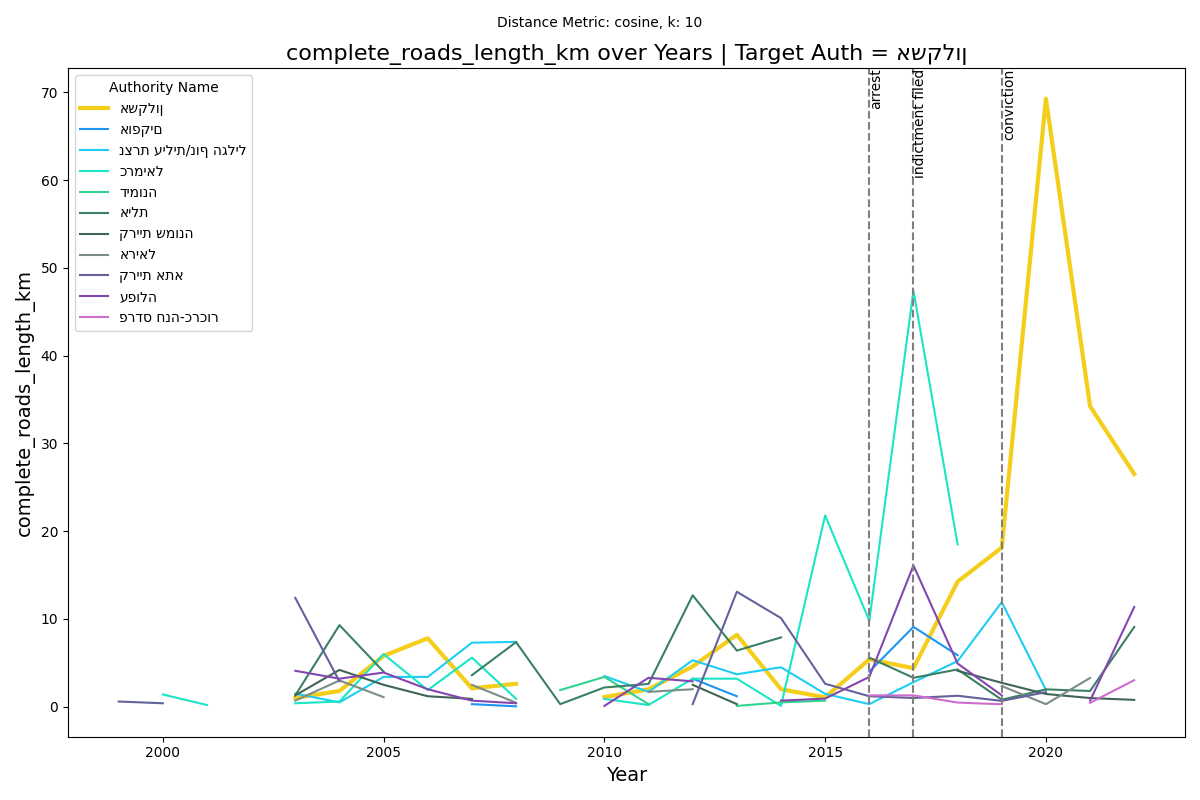 Distance Metric: cosine, k: 10
complete_roads_length_km over Years | Target Auth = אשקלון
Authority Name
אשקלון
אופקים
נצרת עילית/נוף הגליל
כרמיאל
דימונה
אילת
קריית שמונה
אריאל
קריית אתא
עפולה
פרדס חנה-כרכור
arrest
indictment filed
conviction
complete_roads_length_km
70
60
50
40
30
20
10
0
2000
2005
2010
2015
2020
Year